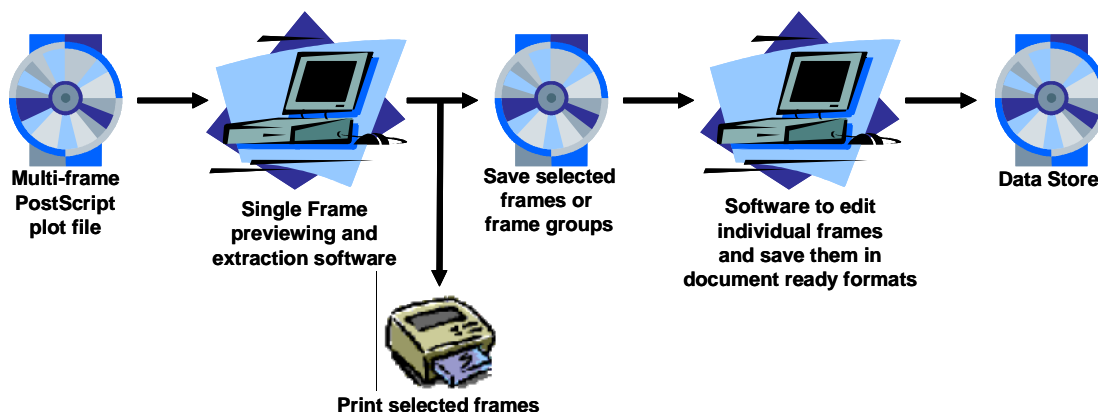 Multi-frame
PostScript
plot file
Single Frame
previewing and
extraction software
Save selected
frames or
frame groups
Software to edit
individual frames
and save them in
document ready formats
Data Store
Print selected frames